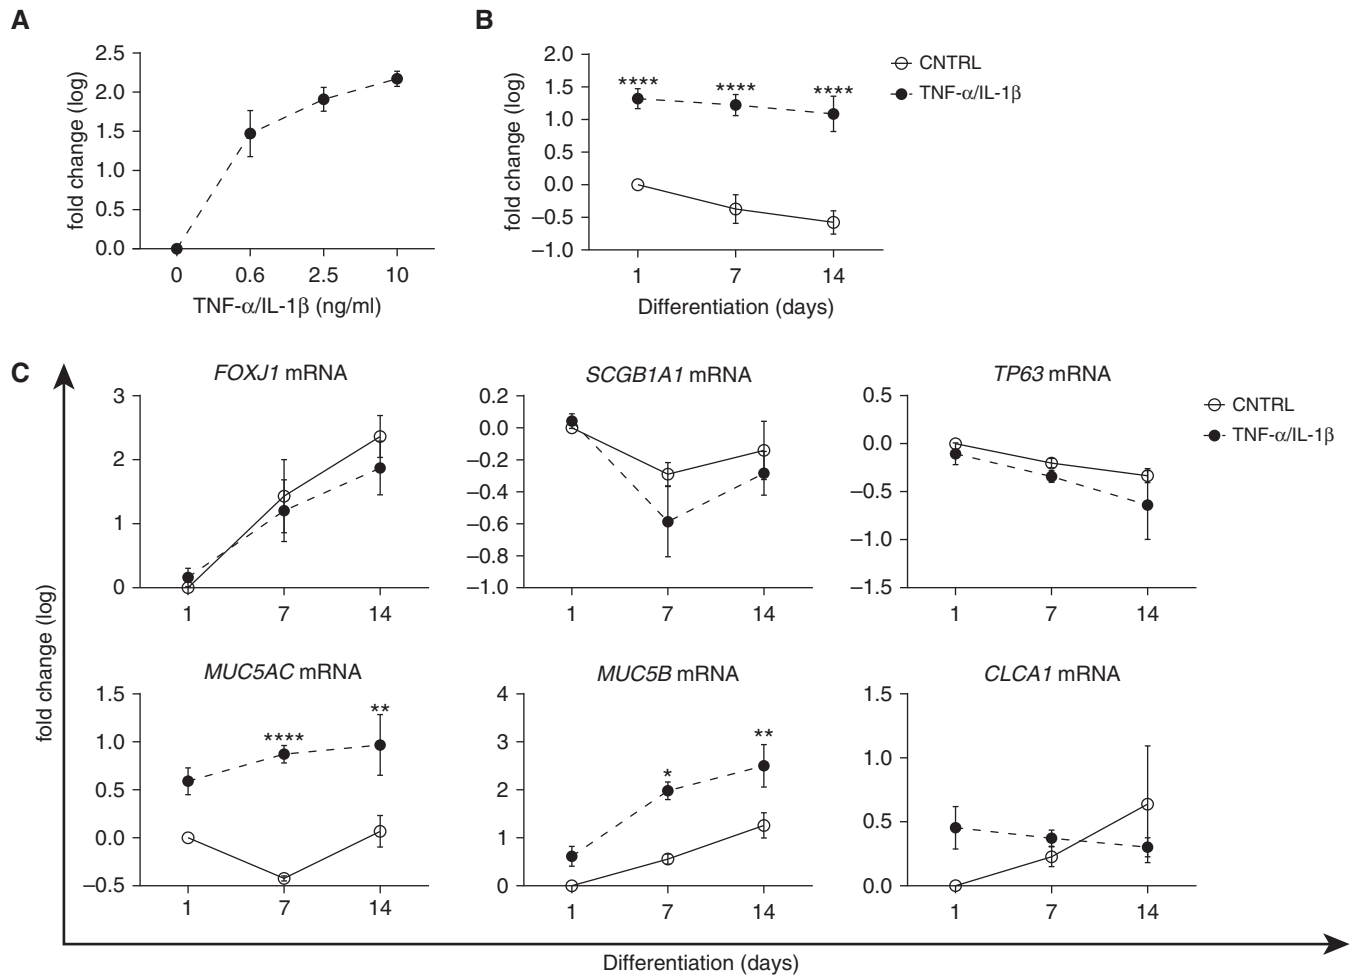 A
fold change (log)
2.5
2.0
1.5
1.0
0.5
0.0
0 0.6 2.5 10
TNF-α/IL-1β (ng/ml)
B
fold change (log)
2.0
1.5
1.0
0.5
0.0
–0.5
–1.0
**** **** ****
1 7 14
Differentiation (days)
CNTRL
TNF-α/IL-1β
C
fold change (log)
FOXJ1 mRNA
3
2
1
0
1 7 14
SCGB1A1 mRNA
0.2
0.0
–0.2
–0.4
–0.6
–0.8
–1.0
1 7 14
TP63 mRNA
0.5
0.0
–0.5
–1.0
–1.5
1 7 14
CNTRL
TNF-α/IL-1β
MUC5AC mRNA
1.5
1.0
0.5
0.0
–0.5
**** **
1 7 14
MUC5B mRNA
4
3
2
1
0
* **
1 7 14
CLCA1 mRNA
1.5
1.0
0.5
0.0
1 7 14
Differentiation (days)